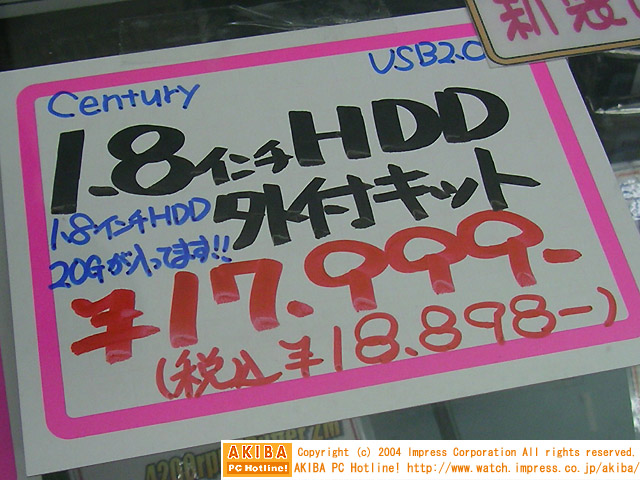 Century
USB2.0
1.8インチHDD
外付キット
1.8インチHDD
20Gが入ってます!!
¥17.999-
(税込¥18.898-)
AKIBA
PC Hotline!
Copyright (c) 2004 Impress Corporation All rights reserved.
AKIBA PC Hotline! http://www.watch.impress.co.jp/akiba/